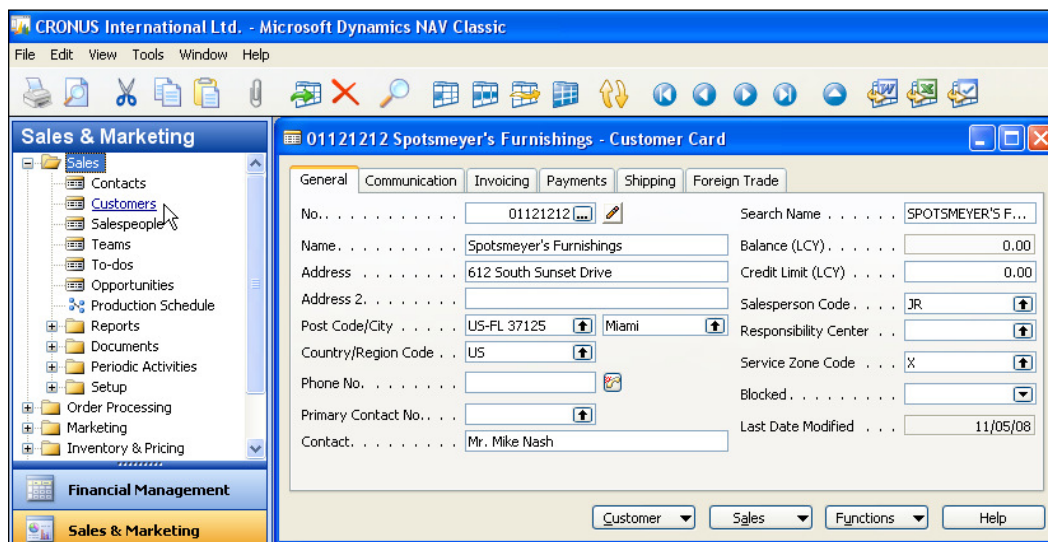 CRONUS International Ltd. - Microsoft Dynamics NAV Classic
File Edit View Tools Window Help
Sales & Marketing
Sales
Contacts
Customers
Salespeople
Teams
To-dos
Opportunities
Production Schedule
Reports
Documents
Periodic Activities
Setup
Order Processing
Marketing
Inventory & Pricing
Financial Management
Sales & Marketing
01121212 Spotsmeyer's Furnishings - Customer Card
General Communication Invoicing Payments Shipping Foreign Trade
No. . . . . . . . . . . . 01121212 ...
Name. . . . . . . . . . . Spotsmeyer's Furnishings
Address . . . . . . . . 612 South Sunset Drive
Address 2. . . . . . . .
Post Code/City . . . . . US-FL 37125 Miami
Country/Region Code . . US
Phone No. . . . . . . .
Primary Contact No.. . .
Contact. . . . . . . . . Mr. Mike Nash
Search Name . . . . . . SPOTSMEYER'S F...
Balance (LCY). . . . . . 0.00
Credit Limit (LCY) . . . . 0.00
Salesperson Code. . . . JR
Responsibility Center . .
Service Zone Code . . . X
Blocked. . . . . . . . .
Last Date Modified . . . 11/05/08
Customer Sales Functions Help